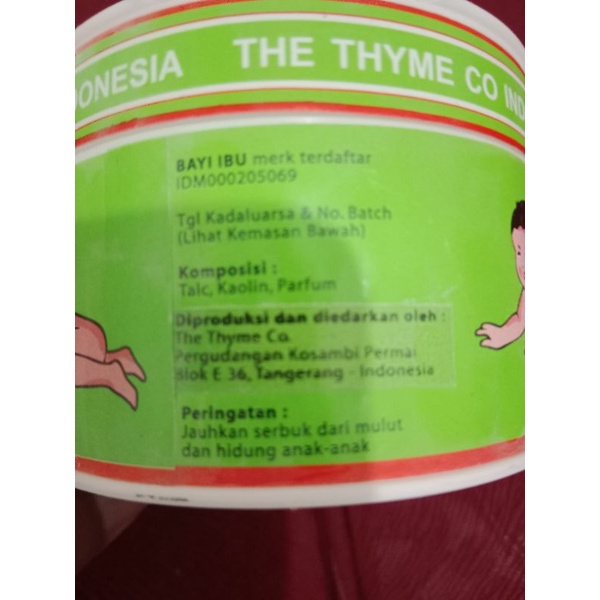 ONESIA THE THYME CO IND
BAYI IBU merk terdaftar
IDM000205069
Tgl Kadaluarsa & No. Batch
(Lihat Kemasan Bawah)
Komposisi :
Talc, Kaolin, Parfum
Diproduksi dan diedarkan oleh :
The Thyme Co.
Pergudangan Kosambi Permai
Blok E 36, Tangerang - Indonesia
Peringatan :
Jauhkan serbuk dari mulut
dan hidung anak-anak